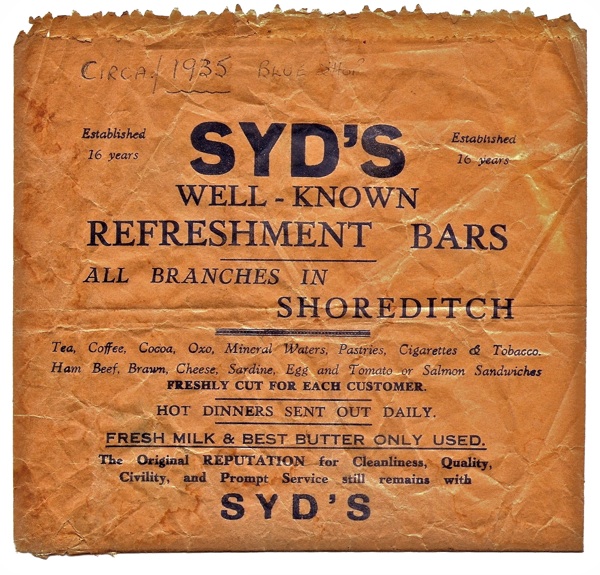 CIRCA/1935 BLUE
Established
16 years
SYD'S
Established
16 years
WELL - KNOWN
REFRESHMENT BARS
ALL BRANCHES IN
SHOREDITCH
Tea, Coffee, Cocoa, Oxo, Mineral Waters, Pastries, Cigarettes & Tobacco.
Ham Beef, Brawn, Cheese, Sardine, Egg and Tomato or Salmon Sandwiches
FRESHLY CUT FOR EACH CUSTOMER.
HOT DINNERS SENT OUT DAILY.
FRESH MILK & BEST BUTTER ONLY USED.
The Original REPUTATION for Cleanliness, Quality,
Civility, and Prompt Service still remains with
SYD'S